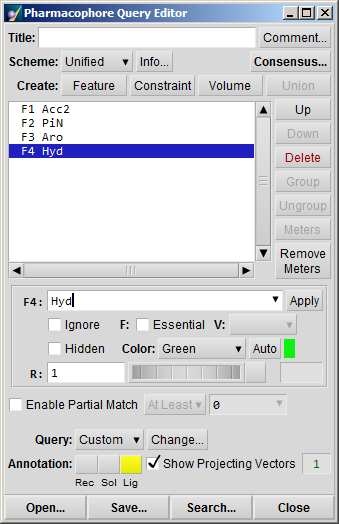 Pharmacophore Query Editor
Title: Comment...
Scheme: Unified Info... Consensus...
Create: Feature Constraint Volume Union
F1 Acc2
F2 PiN
F3 Aro
F4 Hyd
Up
Down
Delete
Group
Ungroup
Meters
Remove
Meters
F4: Hyd Apply
Ignore F: Essential V:
Hidden Color: Green Auto
R: 1
Enable Partial Match At Least 0
Query: Custom Change...
Annotation: Show Projecting Vectors 1
Rec Sol Lig
Open... Save... Search... Close